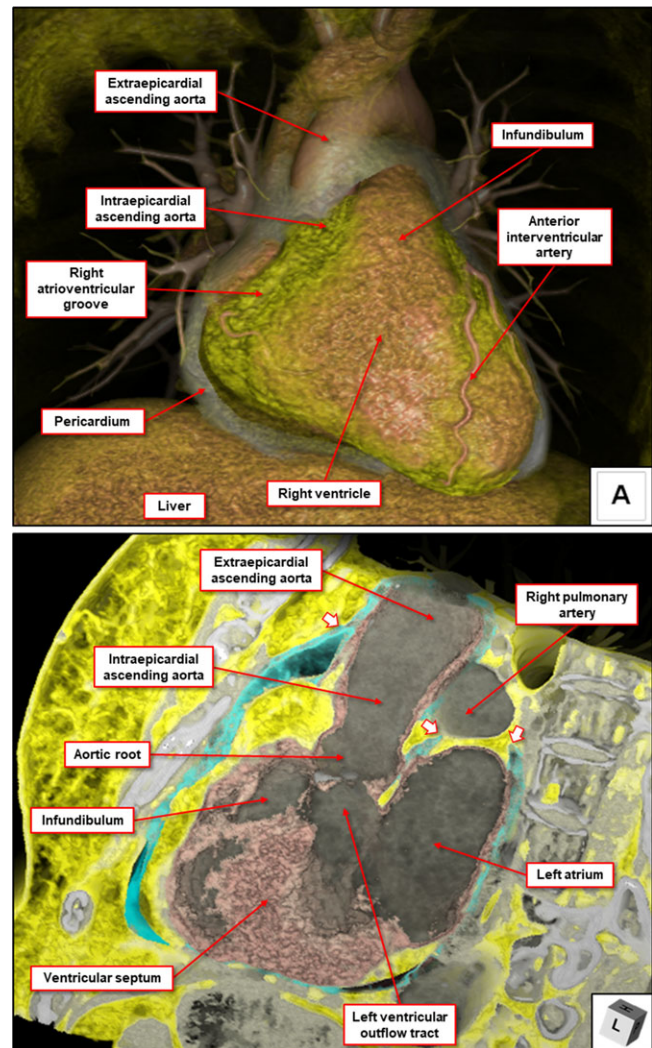 Extraepicardial
ascending aorta
Infundibulum
Intraepicardial
ascending aorta
Anterior
interventricular
artery
Right
atrioventricular
groove
Pericardium
Right ventricle
Liver
A
Extraepicardial
ascending aorta
Right pulmonary
artery
Intraepicardial
ascending aorta
Aortic root
Infundibulum
Left atrium
Ventricular septum
Left ventricular
outflow tract
H
L